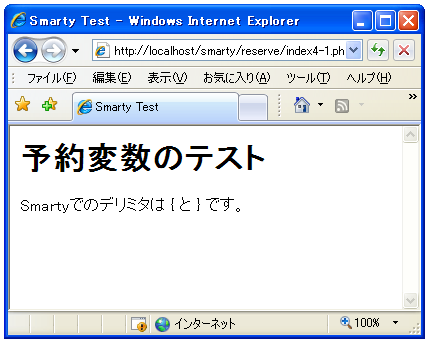 Smarty Test - Windows Internet Explorer
http://localhost/smarty/reserve/index4-1.ph
ファイル(F) 編集(E) 表示(V) お気に入り(A) ツール(T) ヘルプ(H)
Smarty Test
予約変数のテスト
Smartyでのデリミタは { と } です。
インターネット 100%